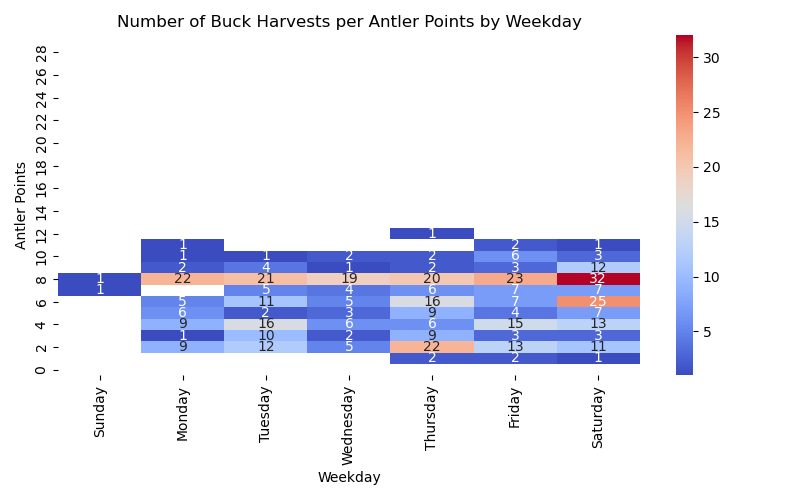 Number of Buck Harvests per Antler Points by Weekday
28
26
24
22
20
18
16
14
12
10
8
6
4
2
0
Antler Points
1
1 2 1
1 1 2 2 6 3
2 4 1 2 3 12
1 22 21 19 20 23 32
1 5 4 6 7 7
5 11 5 16 7 25
6 2 3 9 4 7
9 16 6 6 15 13
1 10 2 9 3 3
9 12 5 22 13 11
2 2 1
Sunday
Monday
Tuesday
Wednesday
Thursday
Friday
Saturday
Weekday
30
25
20
15
10
5